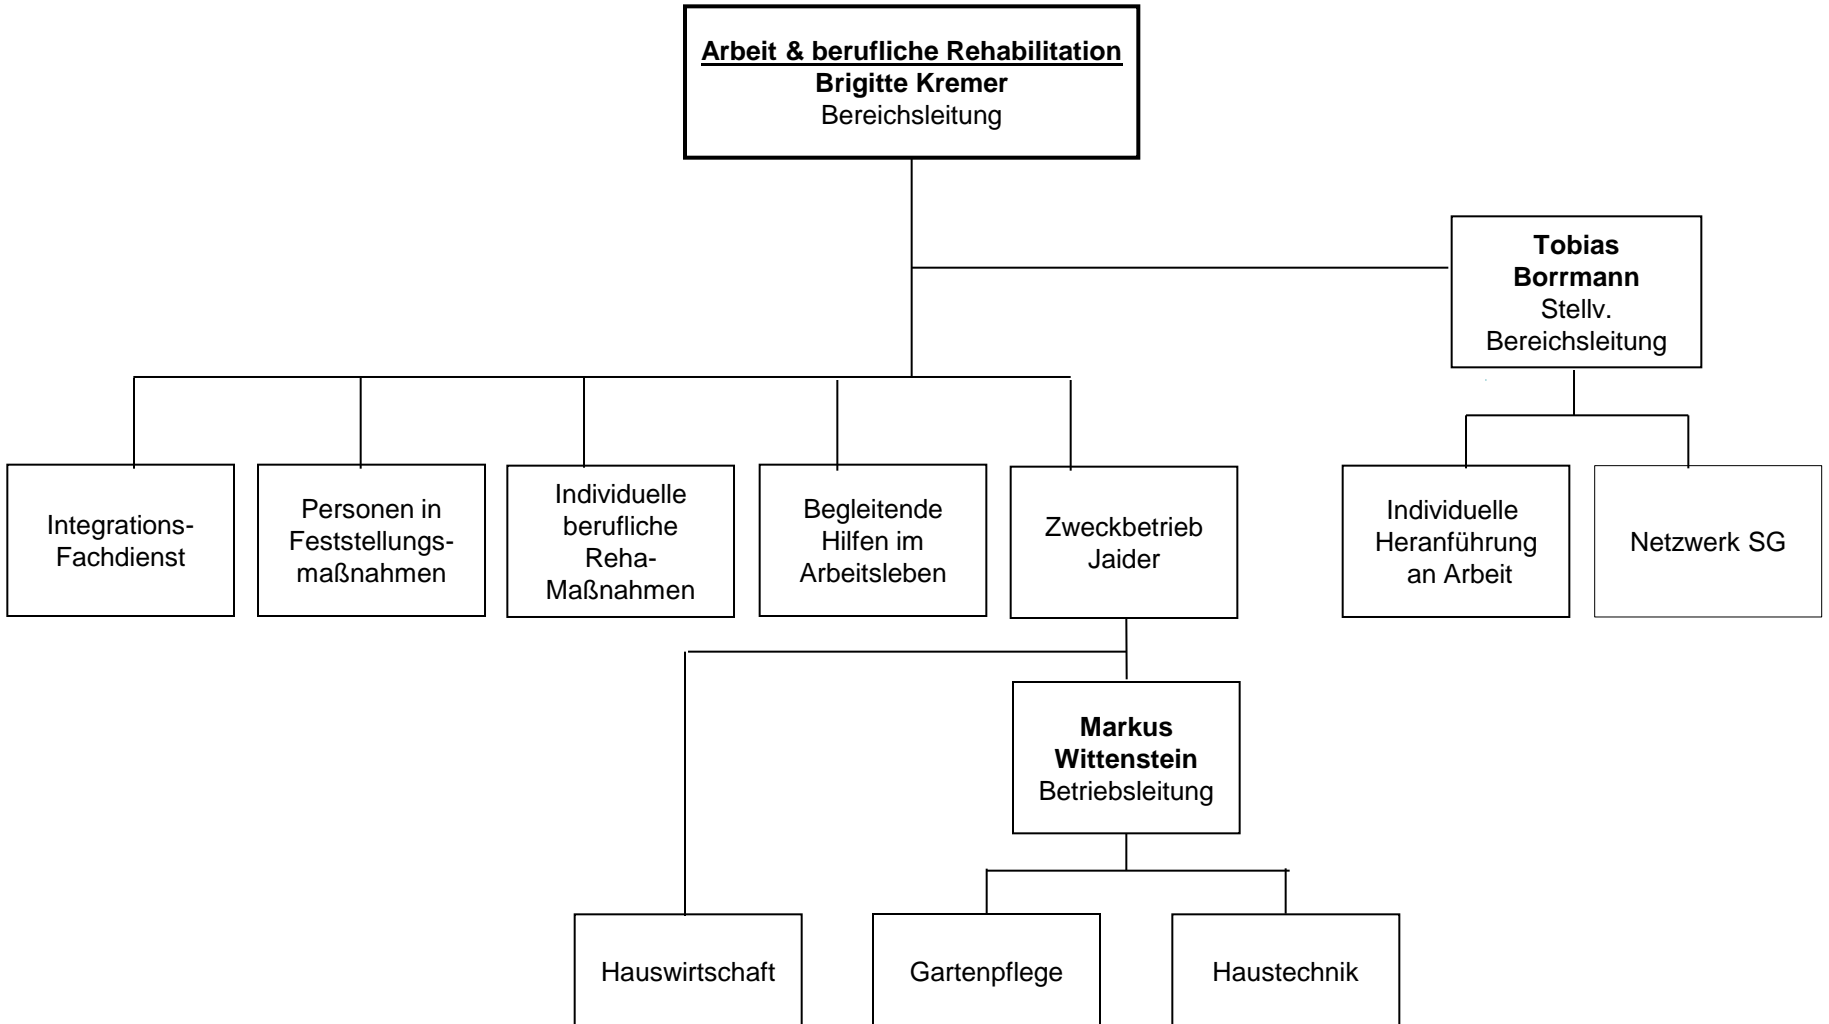 Arbeit & berufliche Rehabilitation
Brigitte Kremer
Bereichsleitung
Tobias
Borrmann
Stellv.
Bereichsleitung
Integrations-
Fachdienst
Personen in
Feststellungs-
maßnahmen
Individuelle
berufliche
Reha-
Maßnahmen
Begleitende
Hilfen im
Arbeitsleben
Zweckbetrieb
Jaider
Individuelle
Heranführung
an Arbeit
Netzwerk SG
Markus
Wittenstein
Betriebsleitung
Hauswirtschaft
Gartenpflege
Haustechnik